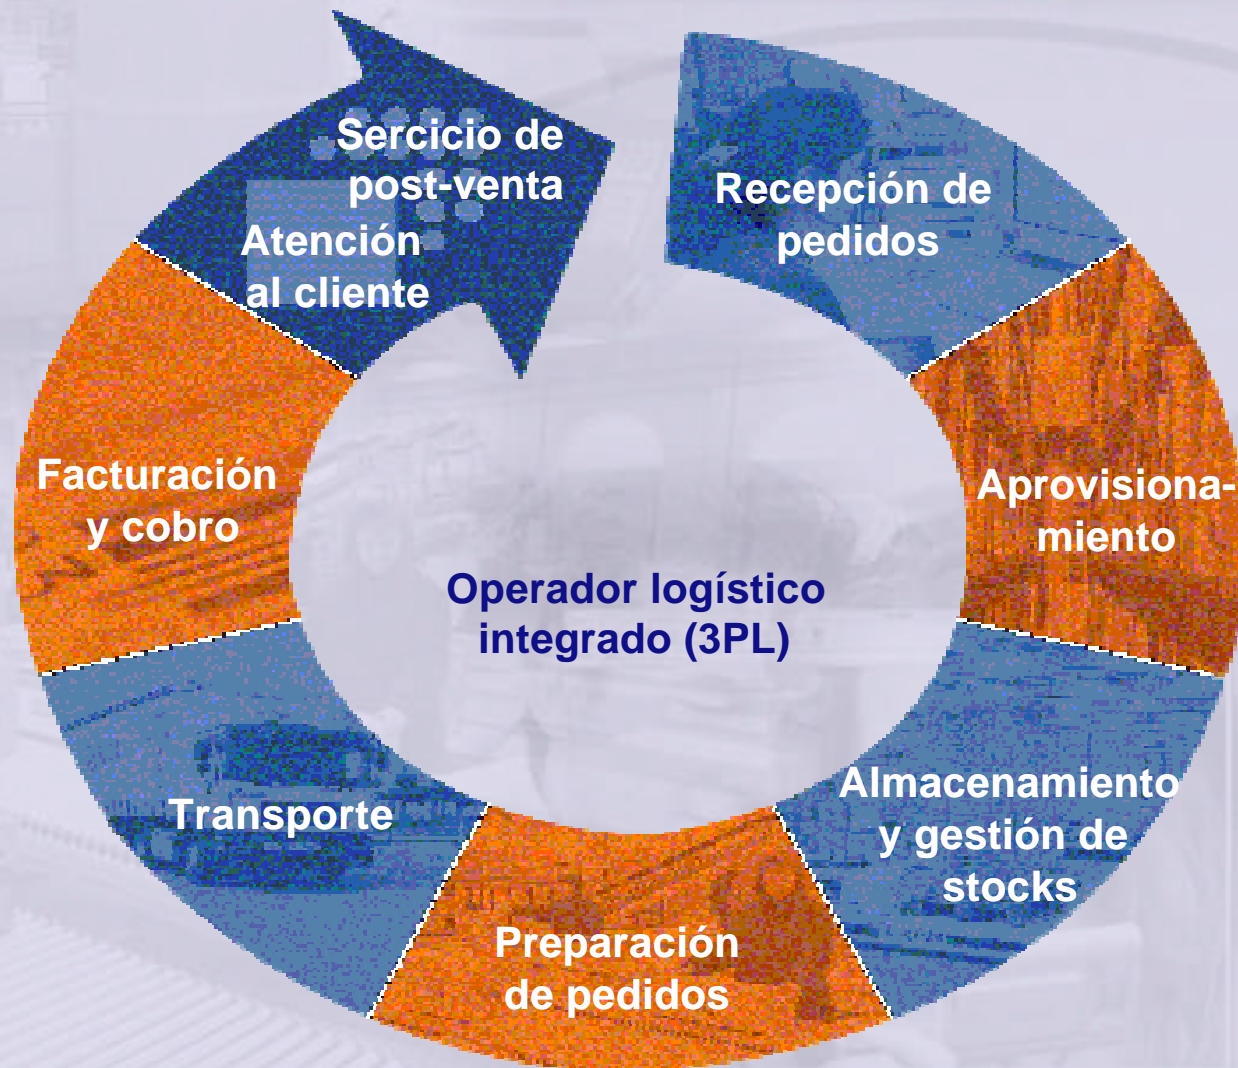 Sercicio de
post-venta
Atención
al cliente
Recepción de
pedidos
Facturación
y cobro
Aprovisiona-
miento
Operador logístico
integrado (3PL)
Transporte
Almacenamiento
y gestión de
stocks
Preparación
de pedidos